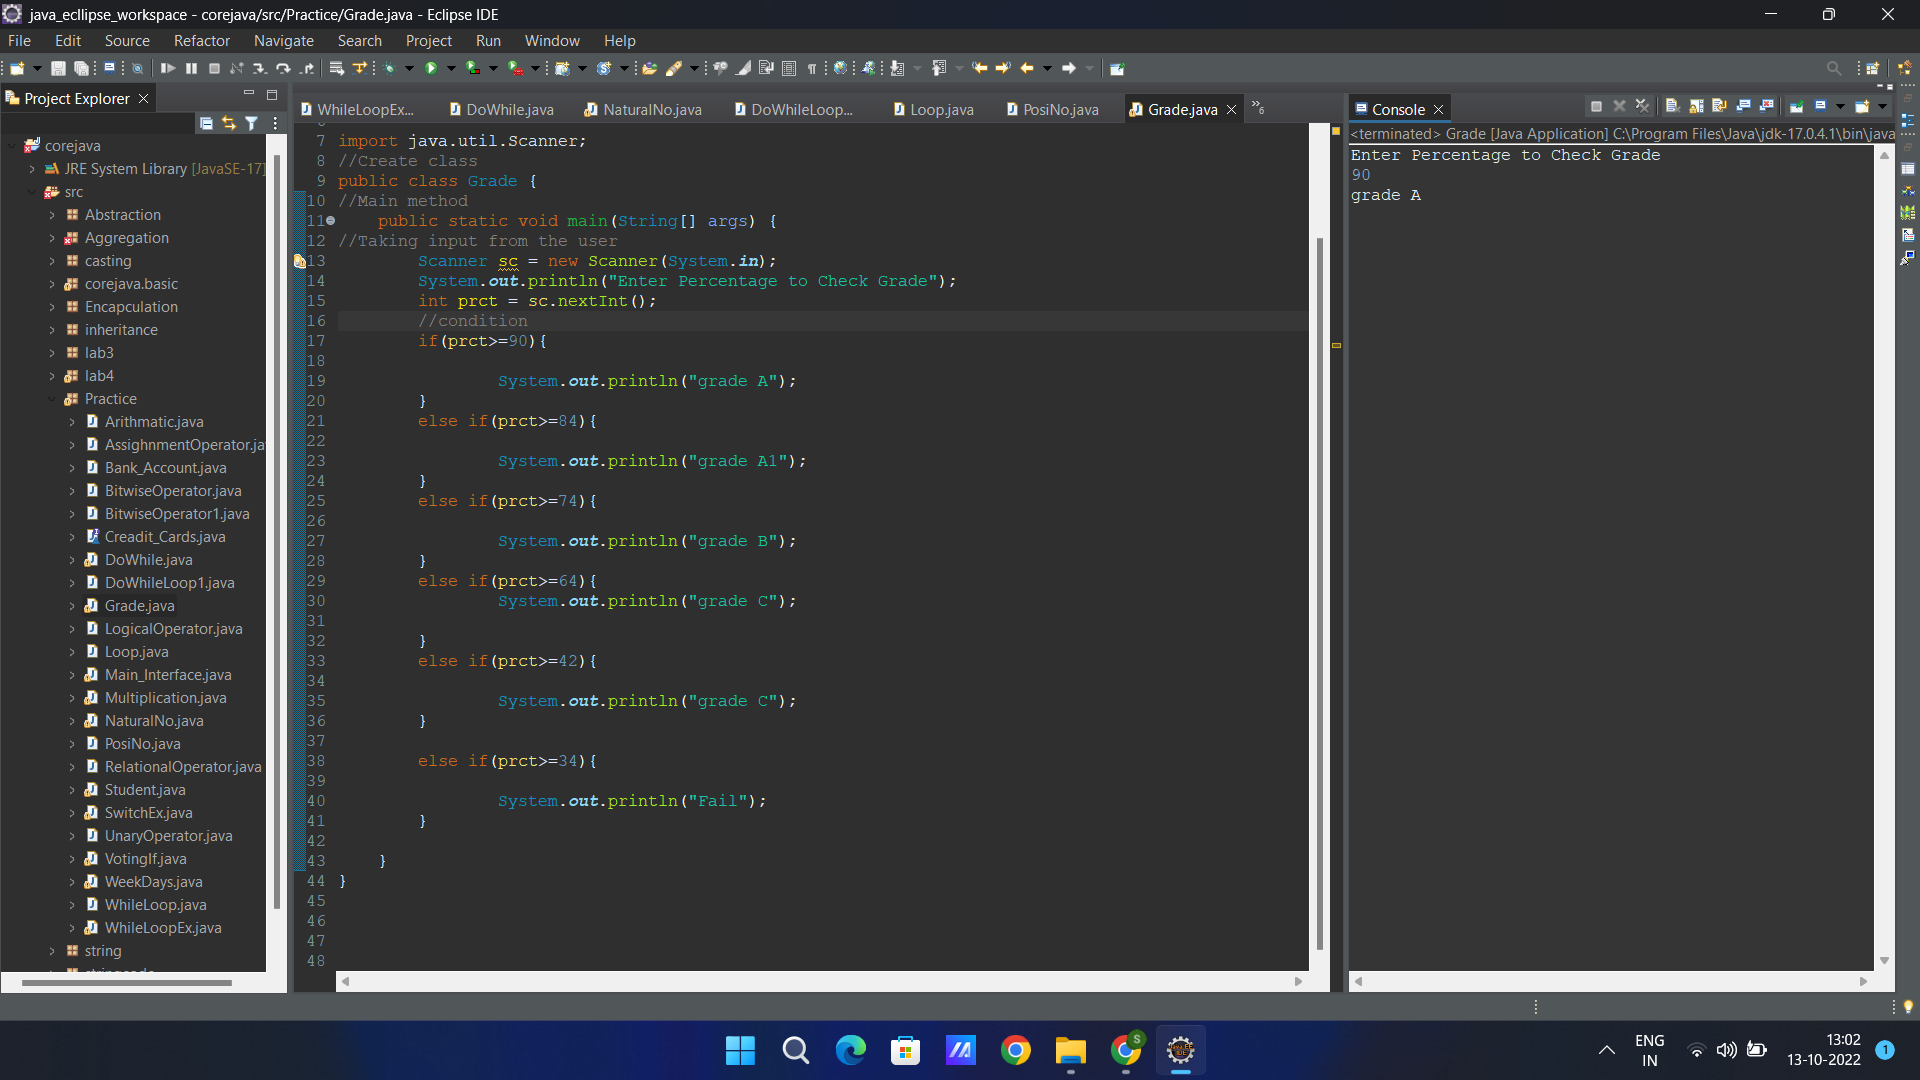 java_ecllipse_workspace - corejava/src/Practice/Grade.java - Eclipse IDE
File Edit Source Refactor Navigate Search Project Run Window Help
Project Explorer
corejava
JRE System Library [JavaSE-17]
src
Abstraction
Aggregation
casting
corejava.basic
Encapculation
inheritance
lab3
lab4
Practice
Arithmatic.java
AssighnmentOperator.ja
Bank_Account.java
BitwiseOperator.java
BitwiseOperator1.java
Creadit_Cards.java
DoWhile.java
DoWhileLoop1.java
Grade.java
LogicalOperator.java
Loop.java
Main_Interface.java
Multiplication.java
NaturalNo.java
PosiNo.java
RelationalOperator.java
Student.java
SwitchEx.java
UnaryOperator.java
VotingIf.java
WeekDays.java
WhileLoop.java
WhileLoopEx.java
string
WhileLoopEx... DoWhile.java NaturalNo.java DoWhileLoop... Loop.java PosiNo.java Grade.java »6
7 import java.util.Scanner;
8 //Create class
9 public class Grade {
10 //Main method
11 public static void main(String[] args) {
12 //Taking input from the user
13 Scanner sc = new Scanner(System.in);
14 System.out.println("Enter Percentage to Check Grade");
15 int prct = sc.nextInt();
16 //condition
17 if(prct>=90){
18
19 System.out.println("grade A");
20 }
21 else if(prct>=84){
22
23 System.out.println("grade A1");
24 }
25 else if(prct>=74){
26
27 System.out.println("grade B");
28 }
29 else if(prct>=64){
30 System.out.println("grade C");
31
32 }
33 else if(prct>=42){
34
35 System.out.println("grade C");
36 }
37
38 else if(prct>=34){
39
40 System.out.println("Fail");
41 }
42
43 }
44 }
45
46
47
48
Console
<terminated> Grade [Java Application] C:\Program Files\Java\jdk-17.0.4.1\bin\java
Enter Percentage to Check Grade
90
grade A
S
ENG
IN
13:02
13-10-2022
1